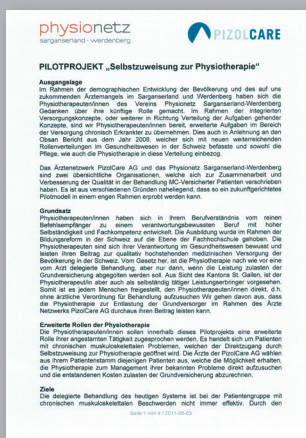 physionetz
sarganserland - werdenberg
PIZOLCARE
PILOTPROJEKT „Selbstzuweisung zur Physiotherapie“
Ausgangslage
Im Rahmen der demographischen Entwicklung der Bevölkerung und des auf uns
zukommenden Ärztemangels im Sarganserland und Werdenberg haben sich die
Physiotherapeuten/innen des Vereins Physionetz Sarganserland-Werdenberg
Gedanken über ihre künftige Rolle gemacht. Im Rahmen der integrierten
Versorgungskonzepte, oder weiterer in Richtung Verteilung der Aufgaben gehender
Konzepte, sind wir Physiotherapeuten/innen bereit, erweiterte Aufgaben im Bereich
der Versorgung chronisch Erkrankter zu übernehmen. Dies auch in Anlehnung an den
Obsan Bericht aus dem Jahr 2008, welcher sich mit neuen weiterreichenden
Rollenverteilungen im Gesundheitswesen in der Schweiz befasste und sowohl die
Pflege, wie auch die Physiotherapie in diese Verteilung einbezog.
Das Ärztenetzwerk PizolCare AG und das Physionetz Sarganserland-Werdenberg
sind zwei übersichtliche Organisationen, welche sich zur Zusammenarbeit und
Verbesserung der Qualität in der Behandlung MC-Versicherter Patienten verschrieben
haben. Es ist aus verschiedenen Gründen naheliegend, dass so ein zukunftgerichtetes
Pilotmodell in einem engen Rahmen erprobt werden kann.
Grundsatz
Physiotherapeuten/innen haben sich in ihrem Berufverständnis vom reinen
Befehlsempfänger zu einem verantwortungsbewussten Beruf mit hoher
Selbständigkeit und Fachkompetenz entwickelt. Die Ausbildung wurde im Rahmen der
Bildungsreform in der Schweiz auf die Ebene der Fachhochschule gehoben. Die
Physiotherapeuten sind sich ihrer Verantwortung im Gesundheitswesen bewusst und
leisten ihren Beitrag zur qualitativ hochstehenden medizinischen Versorgung der
Bevölkerung in der Schweiz. Vom Gesetz her, ist die Physiotherapie nach wie vor eine
vom Arzt delegierte Behandlung, aber nur dann, wenn die Leistung zulasten der
Grundversicherung abgegolten werden soll. Aus Sicht des Kantons St. Gallen, ist der
Physiotherapeut/in aber auch als selbständig tätiger Leistungserbringer vorgesehen.
Somit ist es jedem Menschen freigestellt, den Physiotherapeuten/innen direkt, d.h.
ohne ärztliche Verordnung für Behandlung aufzusuchen Wir gehen davon aus, dass
die Physiotherapie zur Entlastung der Grundversorger im Rahmen des Ärzte
Netzwerks PizolCare AG durchaus ihren Beitrag leisten kann.
Erweiterte Rollen der Physiotherapie
Die Physiotherapeuten/innen sollen innerhalb dieses Pilotprojekts eine erweiterte
Rolle ihrer angestammten Tätigkeit zugesprochen werden, Es handelt sich um Patienten
mit chronischen muskuloskelettalen Problemen, welchen der Direktzugang durch
Selbstzuweisung zur Physiotherapie geöffnet wird. Die Ärzte der PizolCare AG wählen
aus ihrem Patientenstamm diejenigen Patienten aus, welche die Möglichkeit erhalten,
die Physiotherapie zum Management ihrer bekannten Probleme direkt aufzusuchen
und die entstandenen Kosten zulasten der Grundversicherung abzurechnen.
Ziele
Die delegierte Behandlung des heutigen Systems ist bei der Patientengruppe mit
chronischen muskuloskelettalen Beschwerden nicht immer effektiv. Durch den
Seite 1 von 4 / 2011-06-03